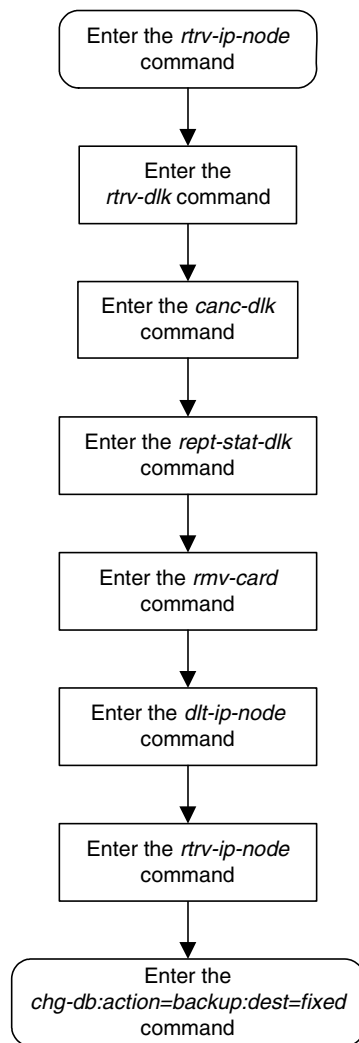 Enter the rtrv-ip-node
command
Enter the
rtrv-dlk command
Enter the canc-dlk
command
Enter the rept-stat-dlk
command
Enter the rmv-card
command
Enter the dlt-ip-node
command
Enter the rtrv-ip-node
command
Enter the
chg-db:action=backup:dest=fixed
command